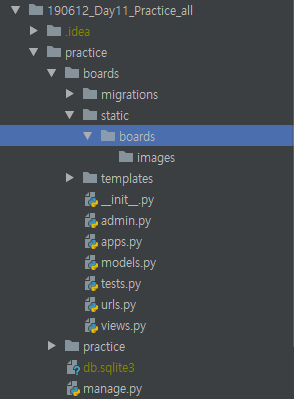 190612_Day11_Practice_all
.idea
practice
boards
migrations
static
boards
images
templates
__init__.py
admin.py
apps.py
models.py
tests.py
urls.py
views.py
practice
db.sqlite3
manage.py